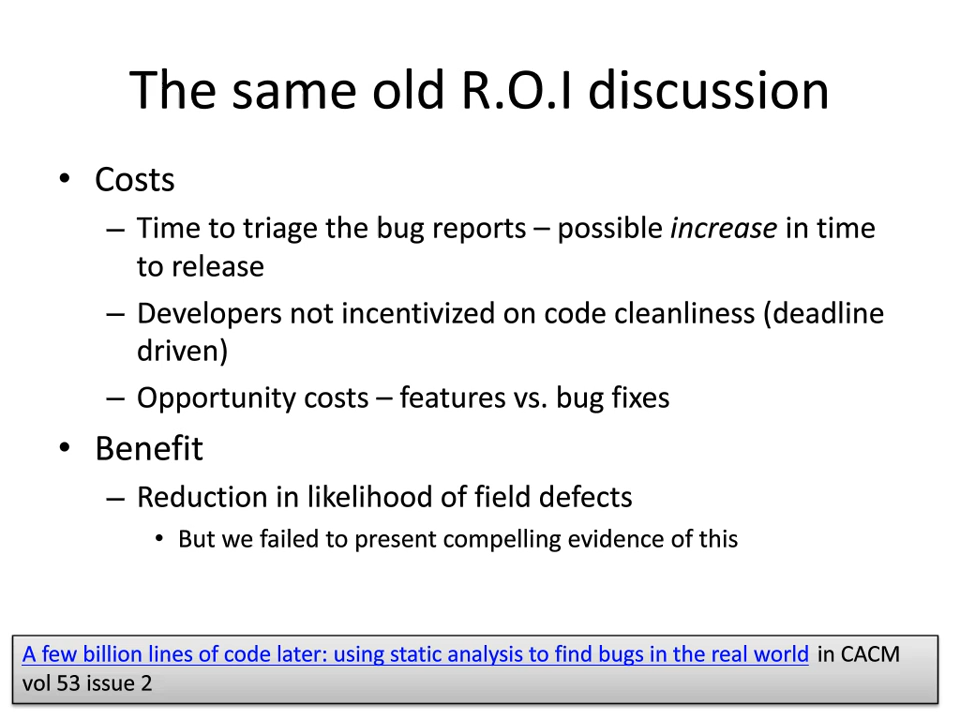 The same old R.O.I discussion
• Costs
– Time to triage the bug reports – possible increase in time
to release
– Developers not incentivized on code cleanliness (deadline
driven)
– Opportunity costs – features vs. bug fixes
• Benefit
– Reduction in likelihood of field defects
• But we failed to present compelling evidence of this
A few billion lines of code later: using static analysis to find bugs in the real world in CACM
vol 53 issue 2